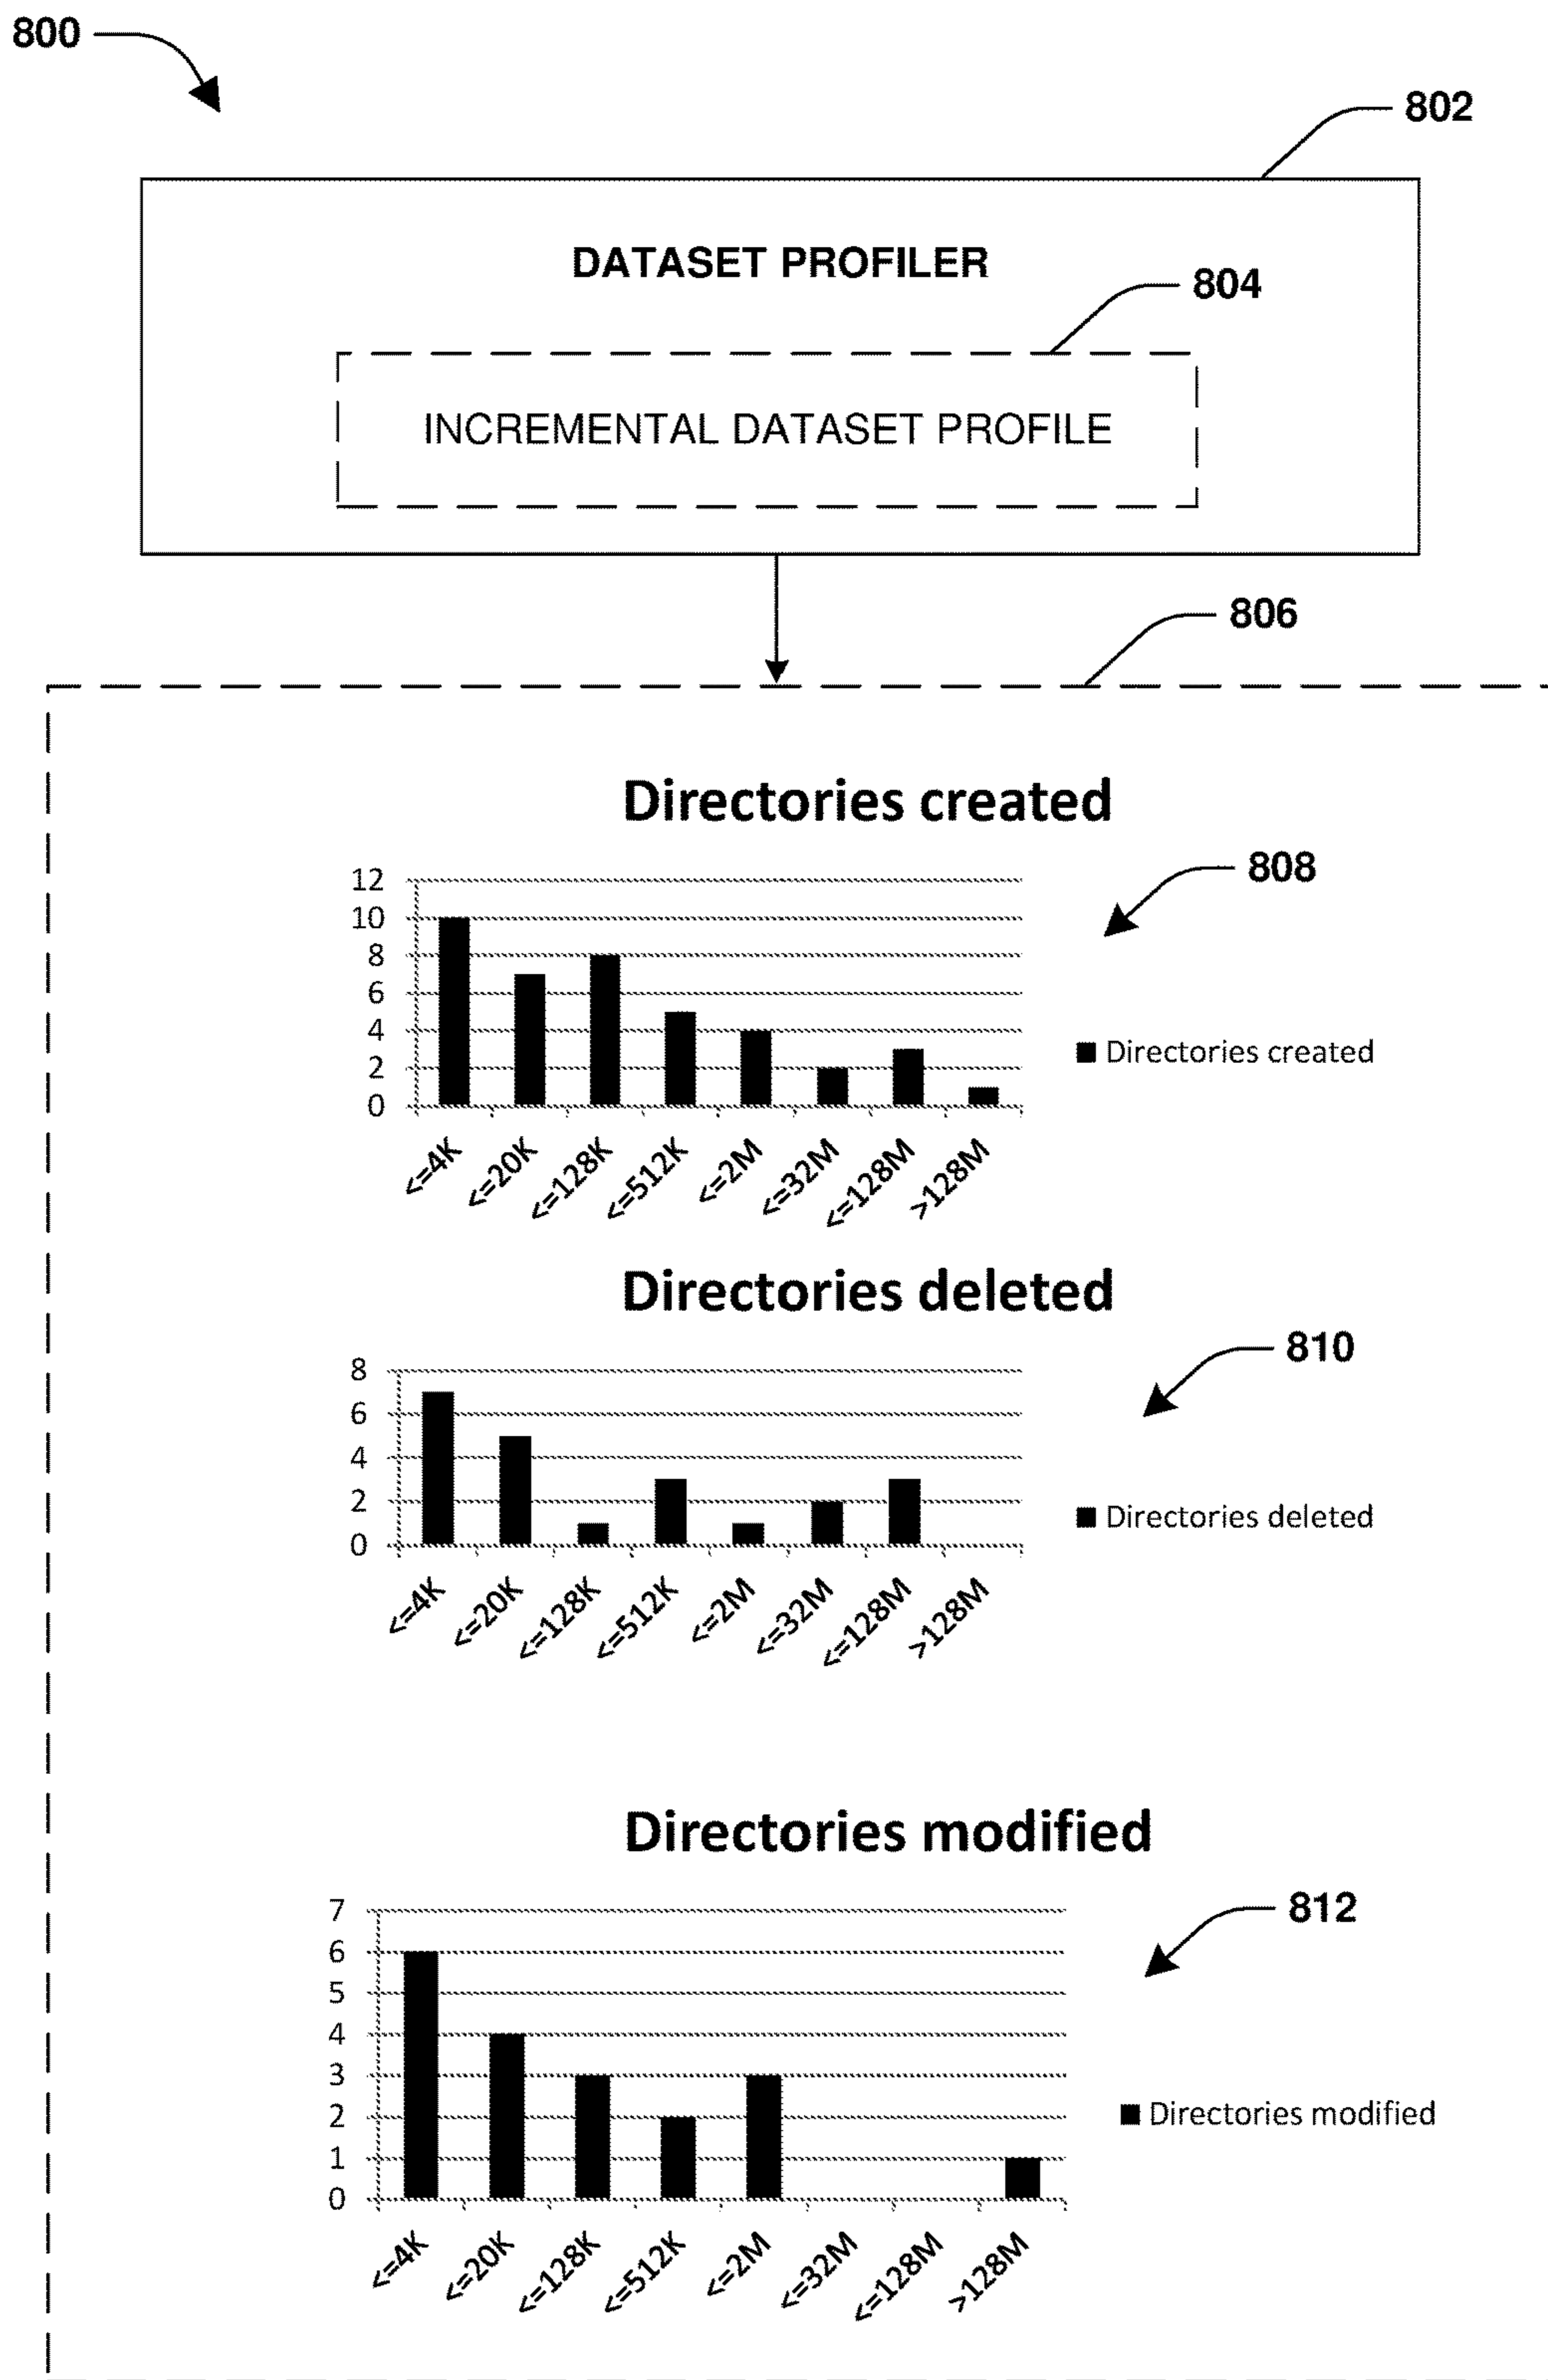 800
802
DATASET PROFILER
804
INCREMENTAL DATASET PROFILE
806
Directories created
808
12
10
8
6
4
2
0
Directories created
<=4K
<=20K
<=128K
<=512K
<=2M
<=32M
<=128M
>128M
Directories deleted
810
8
6
4
2
0
Directories deleted
<=4K
<=20K
<=128K
<=512K
<=2M
<=32M
<=128M
>128M
Directories modified
812
7
6
5
4
3
2
1
0
Directories modified
<=4K
<=20K
<=128K
<=512K
<=2M
<=32M
<=128M
>128M